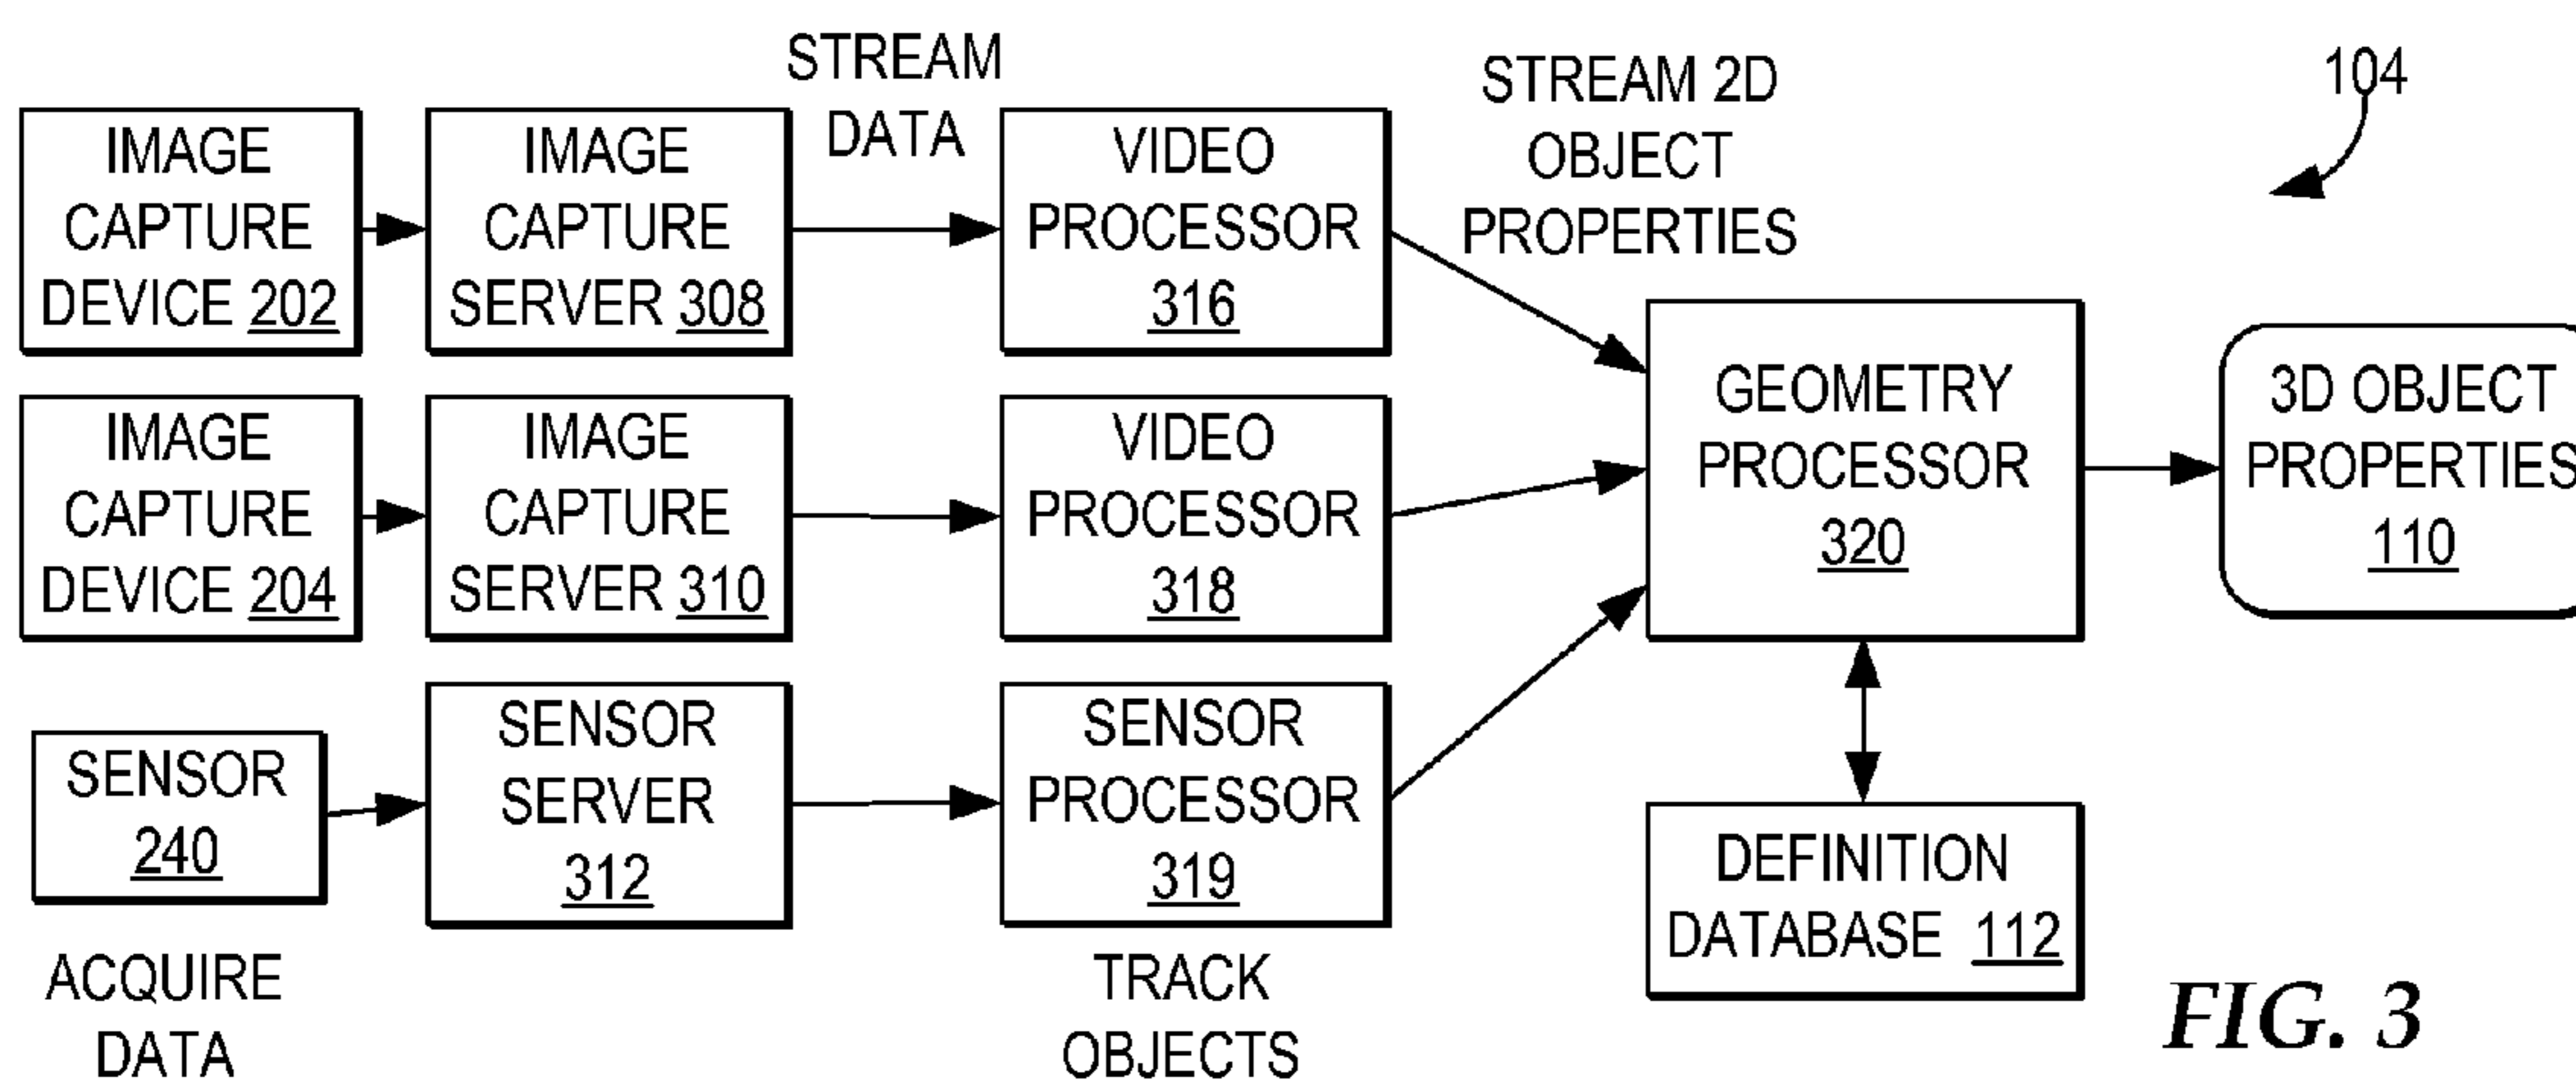 STREAM
DATA
STREAM 2D
OBJECT
PROPERTIES
104
IMAGE
CAPTURE
DEVICE 202
IMAGE
CAPTURE
SERVER 308
VIDEO
PROCESSOR
316
IMAGE
CAPTURE
DEVICE 204
IMAGE
CAPTURE
SERVER 310
VIDEO
PROCESSOR
318
GEOMETRY
PROCESSOR
320
3D OBJECT
PROPERTIES
110
SENSOR
240
SENSOR
SERVER
312
SENSOR
PROCESSOR
319
DEFINITION
DATABASE 112
ACQUIRE
DATA
TRACK
OBJECTS
FIG. 3